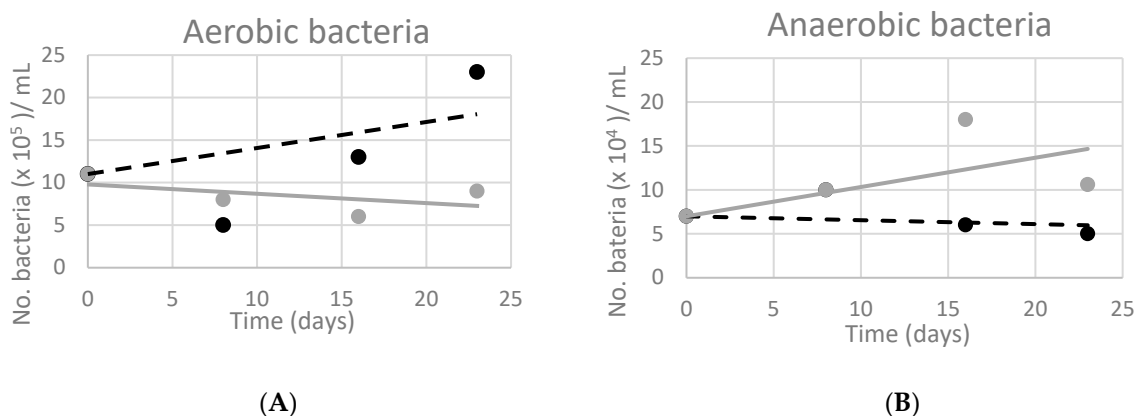 Aerobic bacteria
No. bacteria (x 10⁵ )/ mL
25
20
15
10
5
0
0 5 10 15 20 25
Time (days)
(A)
Anaerobic bacteria
No. bateria (x 10⁴ )/ mL
25
20
15
10
5
0
0 5 10 15 20 25
Time (days)
(B)